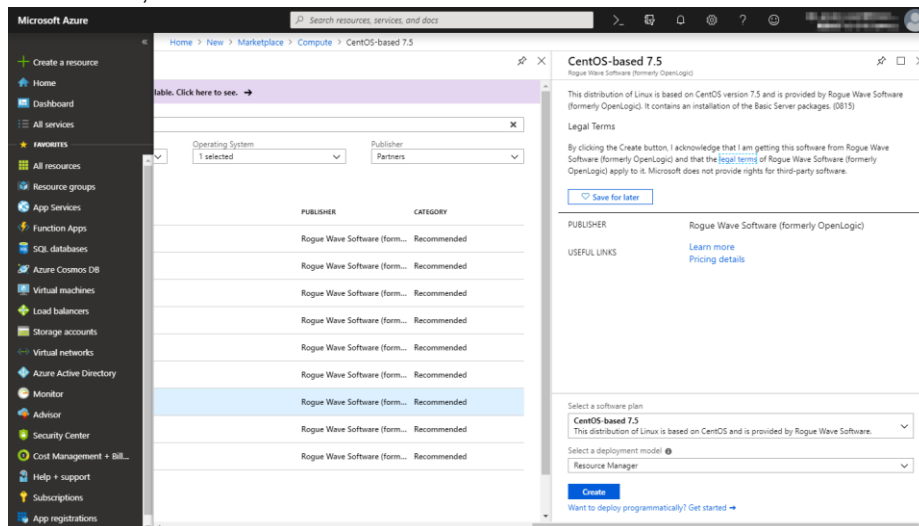 Microsoft Azure
Search resources, services, and docs
Home > New > Marketplace > Compute > CentOS-based 7.5
Create a resource
Home
Dashboard
All services
FAVORITES
All resources
Resource groups
App Services
Function Apps
SQL databases
Azure Cosmos DB
Virtual machines
Load balancers
Storage accounts
Virtual networks
Azure Active Directory
Monitor
Advisor
Security Center
Cost Management + Bill...
Help + support
Subscriptions
App registrations
lable. Click here to see. →
Operating System
1 selected
Publisher
Partners
PUBLISHER CATEGORY
Rogue Wave Software (form... Recommended
Rogue Wave Software (form... Recommended
Rogue Wave Software (form... Recommended
Rogue Wave Software (form... Recommended
Rogue Wave Software (form... Recommended
Rogue Wave Software (form... Recommended
Rogue Wave Software (form... Recommended
Rogue Wave Software (form... Recommended
Rogue Wave Software (form... Recommended
CentOS-based 7.5
Rogue Wave Software (formerly OpenLogic)
This distribution of Linux is based on CentOS version 7.5 and is provided by Rogue Wave Software
(formerly OpenLogic). It contains an installation of the Basic Server packages. (0815)
Legal Terms
By clicking the Create button, I acknowledge that I am getting this software from Rogue Wave
Software (formerly OpenLogic) and that the legal terms of Rogue Wave Software (formerly
OpenLogic) apply to it. Microsoft does not provide rights for third-party software.
Save for later
PUBLISHER Rogue Wave Software (formerly OpenLogic)
USEFUL LINKS Learn more
Pricing details
Select a software plan
CentOS-based 7.5
This distribution of Linux is based on CentOS and is provided by Rogue Wave Software.
Select a deployment model
Resource Manager
Create
Want to deploy programmatically? Get started →